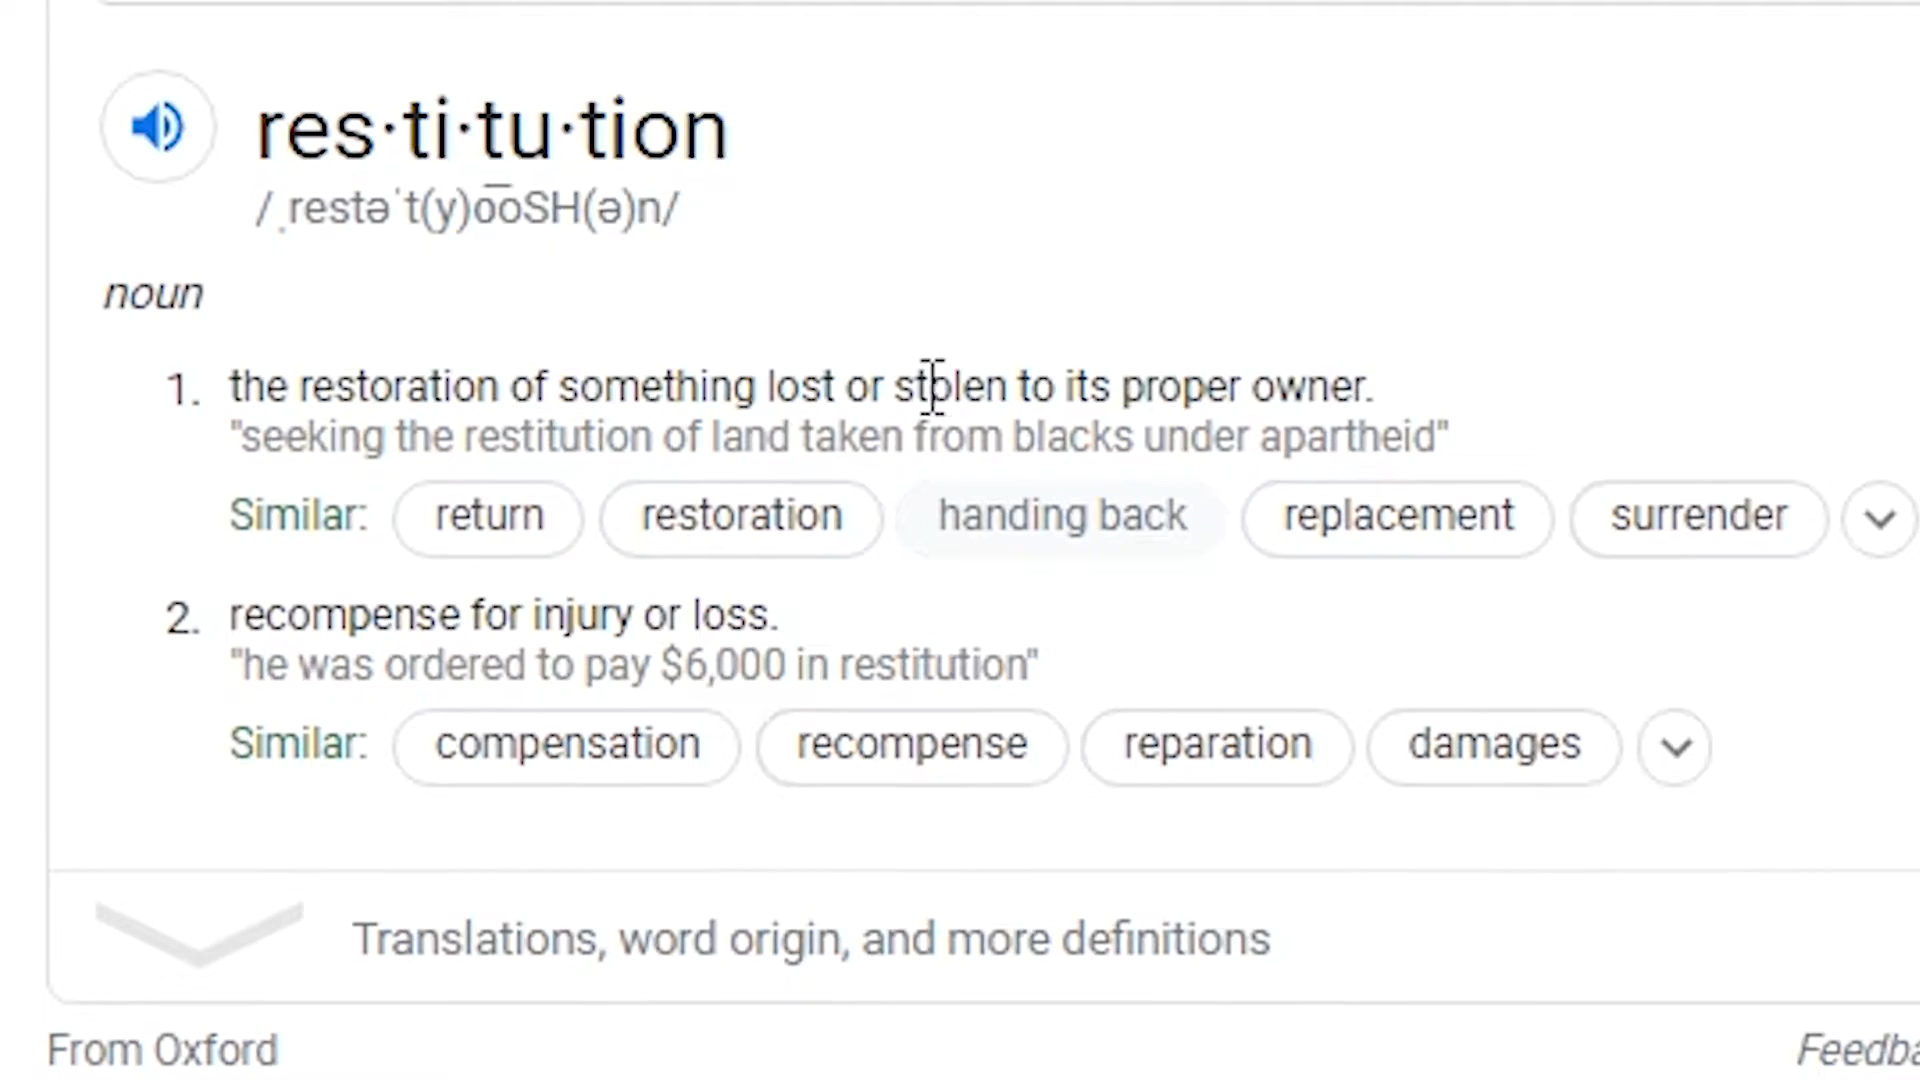 res·ti·tu·tion
/ˌrestəˈt(y)o͞oSH(ə)n/
noun
1. the restoration of something lost or stolen to its proper owner.
"seeking the restitution of land taken from blacks under apartheid"
Similar: return restoration handing back replacement surrender
2. recompense for injury or loss.
"he was ordered to pay $6,000 in restitution"
Similar: compensation recompense reparation damages
Translations, word origin, and more definitions
From Oxford Feedba